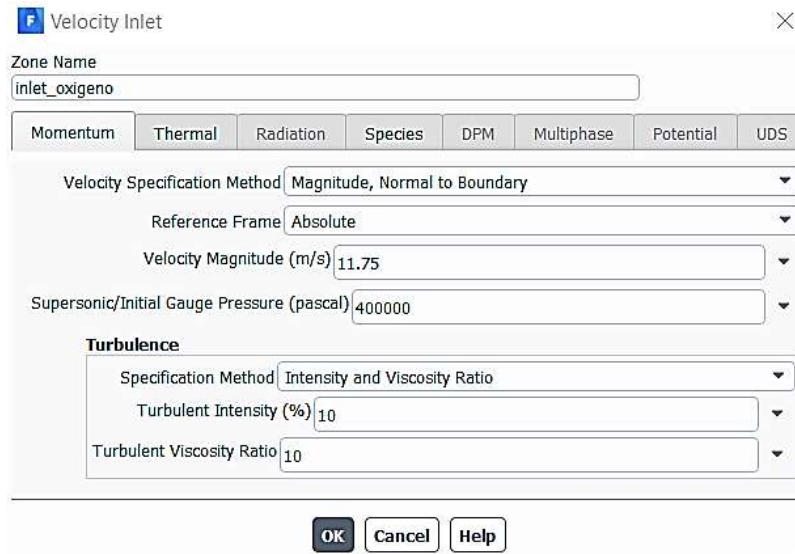 F Velocity Inlet
Zone Name
inlet_oxigeno
Momentum Thermal Radiation Species DPM Multiphase Potential UDS
Velocity Specification Method Magnitude, Normal to Boundary
Reference Frame Absolute
Velocity Magnitude (m/s) 11.75
Supersonic/Initial Gauge Pressure (pascal) 400000
Turbulence
Specification Method Intensity and Viscosity Ratio
Turbulent Intensity (%) 10
Turbulent Viscosity Ratio 10
OK Cancel Help